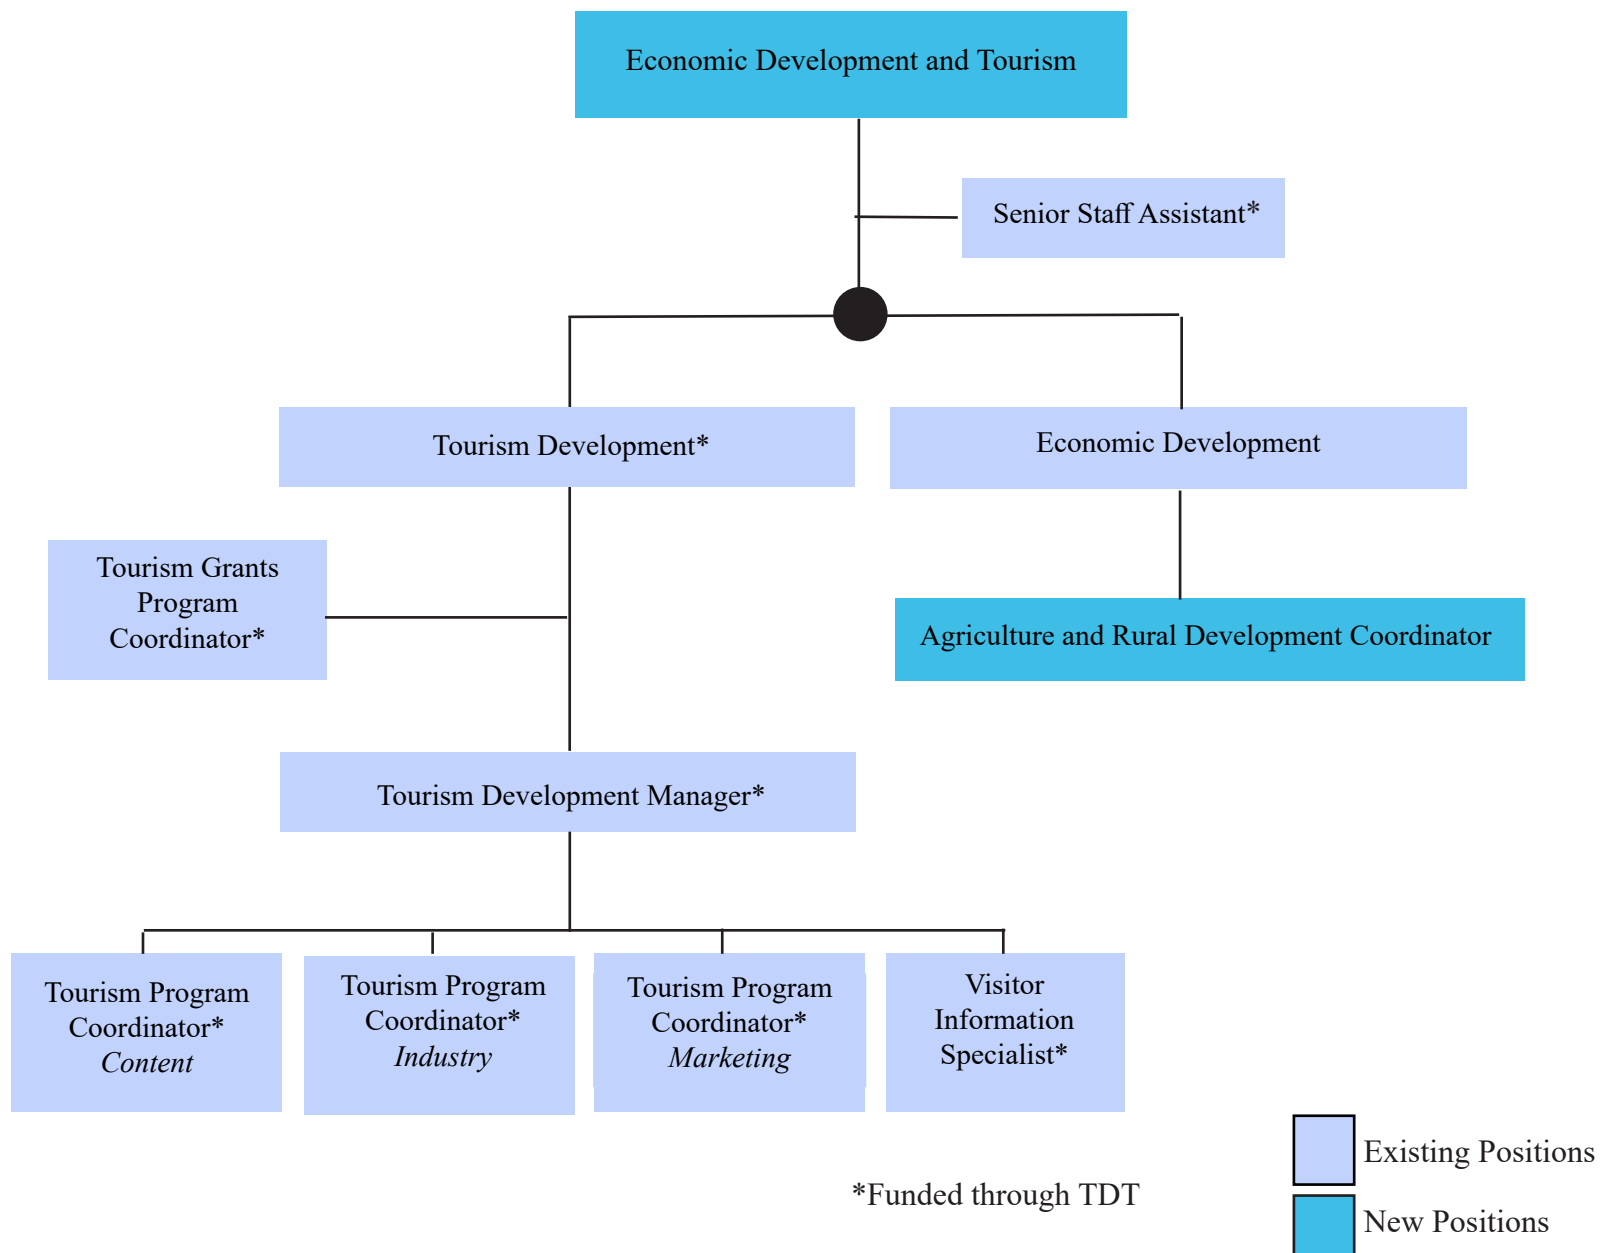 Economic Development and Tourism
Senior Staff Assistant*
Tourism Development*
Economic Development
Tourism Grants
Program
Coordinator*
Agriculture and Rural Development Coordinator
Tourism Development Manager*
Tourism Program
Coordinator*
Content
Tourism Program
Coordinator*
Industry
Tourism Program
Coordinator*
Marketing
Visitor
Information
Specialist*
*Funded through TDT
Existing Positions
New Positions